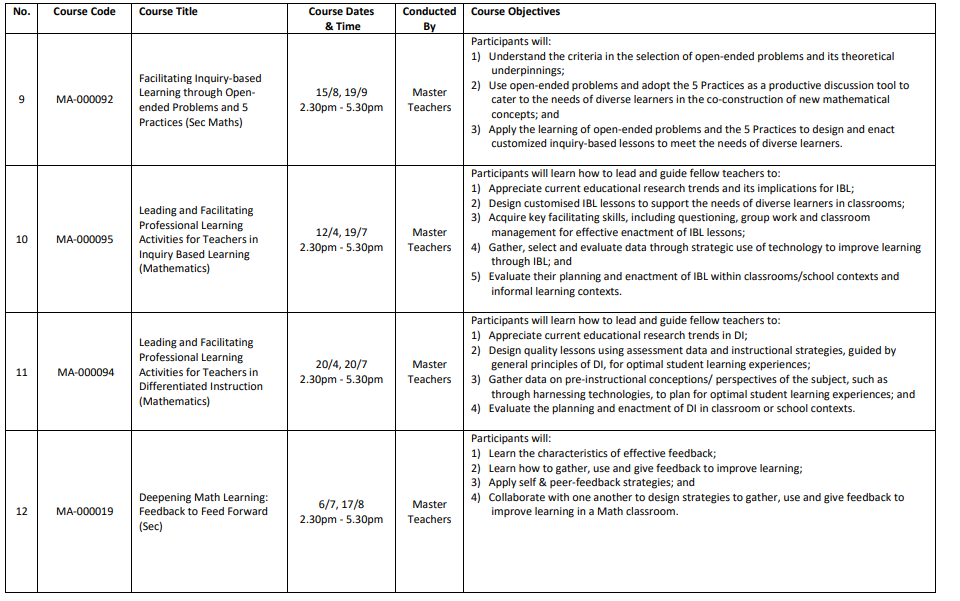 No.
Course Code
Course Title
Course Dates
& Time
Conducted
By
Course Objectives
9
MA-000092
Facilitating Inquiry-based
Learning through Open-
ended Problems and 5
Practices (Sec Maths)
15/8, 19/9
2.30pm - 5.30pm
Master
Teachers
Participants will:
1) Understand the criteria in the selection of open-ended problems and its theoretical
underpinnings;
2) Use open-ended problems and adopt the 5 Practices as a productive discussion tool to
cater to the needs of diverse learners in the co-construction of new mathematical
concepts; and
3) Apply the learning of open-ended problems and the 5 Practices to design and enact
customized inquiry-based lessons to meet the needs of diverse learners.
10
MA-000095
Leading and Facilitating
Professional Learning
Activities for Teachers in
Inquiry Based Learning
(Mathematics)
12/4, 19/7
2.30pm - 5.30pm
Master
Teachers
Participants will learn how to lead and guide fellow teachers to:
1) Appreciate current educational research trends and its implications for IBL;
2) Design customised IBL lessons to support the needs of diverse learners in classrooms;
3) Acquire key facilitating skills, including questioning, group work and classroom
management for effective enactment of IBL lessons;
4) Gather, select and evaluate data through strategic use of technology to improve learning
through IBL; and
5) Evaluate their planning and enactment of IBL within classrooms/school contexts and
informal learning contexts.
11
MA-000094
Leading and Facilitating
Professional Learning
Activities for Teachers in
Differentiated Instruction
(Mathematics)
20/4, 20/7
2.30pm - 5.30pm
Master
Teachers
Participants will learn how to lead and guide fellow teachers to:
1) Appreciate current educational research trends in DI;
2) Design quality lessons using assessment data and instructional strategies, guided by
general principles of DI, for optimal student learning experiences;
3) Gather data on pre-instructional conceptions/ perspectives of the subject, such as
through harnessing technologies, to plan for optimal student learning experiences; and
4) Evaluate the planning and enactment of DI in classroom or school contexts.
12
MA-000019
Deepening Math Learning:
Feedback to Feed Forward
(Sec)
6/7, 17/8
2.30pm - 5.30pm
Master
Teachers
Participants will:
1) Learn the characteristics of effective feedback;
2) Learn how to gather, use and give feedback to improve learning;
3) Apply self & peer-feedback strategies; and
4) Collaborate with one another to design strategies to gather, use and give feedback to
improve learning in a Math classroom.